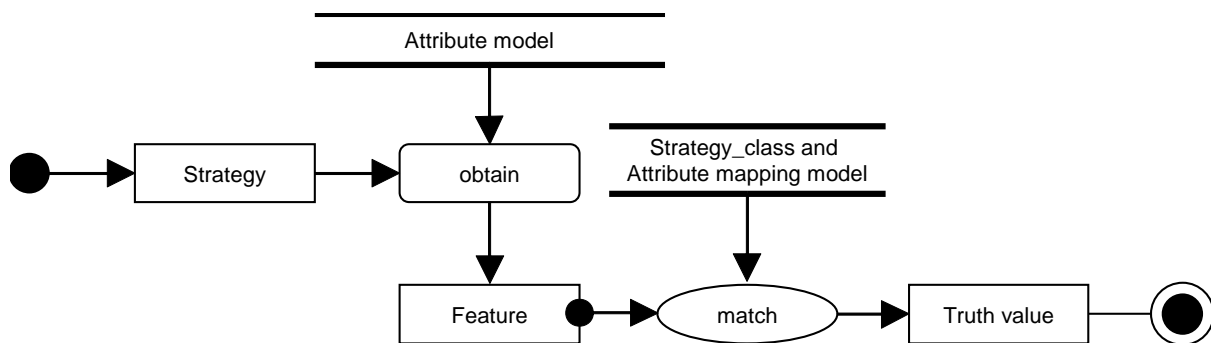 Attribute model
Strategy_class and
Attribute mapping model
Strategy
obtain
Feature
match
Truth value